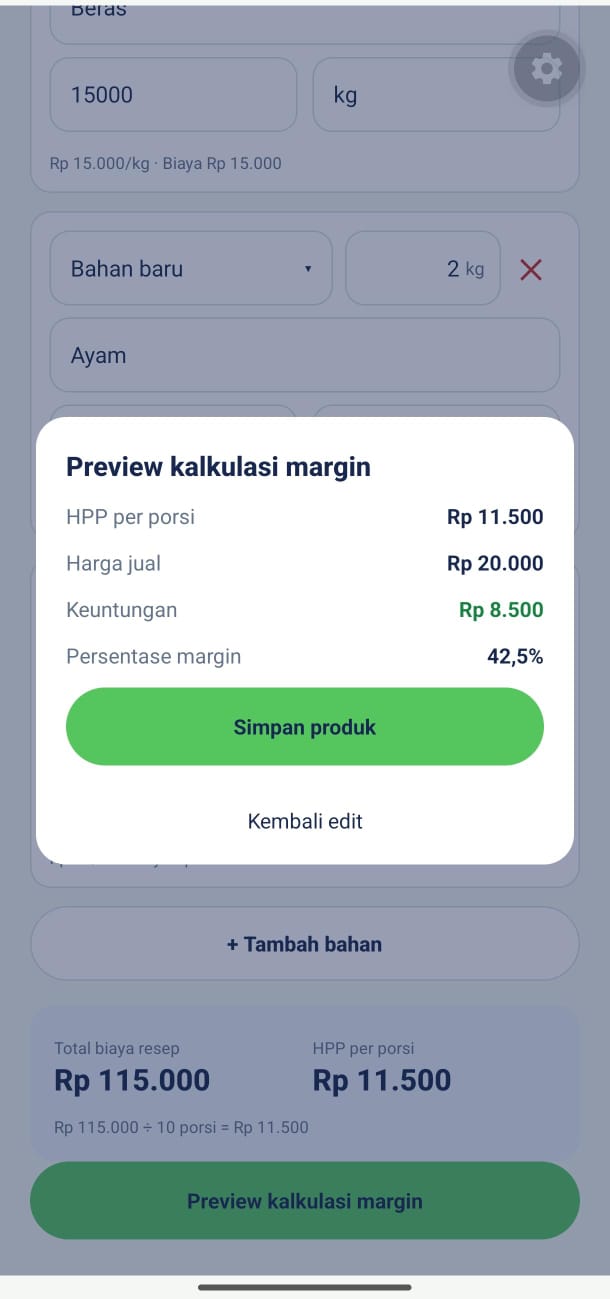 Beras
15000
kg
Rp 15.000/kg · Biaya Rp 15.000
Bahan baru ▾
2 kg
Ayam
Preview kalkulasi margin
HPP per porsi Rp 11.500
Harga jual Rp 20.000
Keuntungan Rp 8.500
Persentase margin 42,5%
Simpan produk
Kembali edit
+ Tambah bahan
Total biaya resep HPP per porsi
Rp 115.000 Rp 11.500
Rp 115.000 ÷ 10 porsi = Rp 11.500
Preview kalkulasi margin